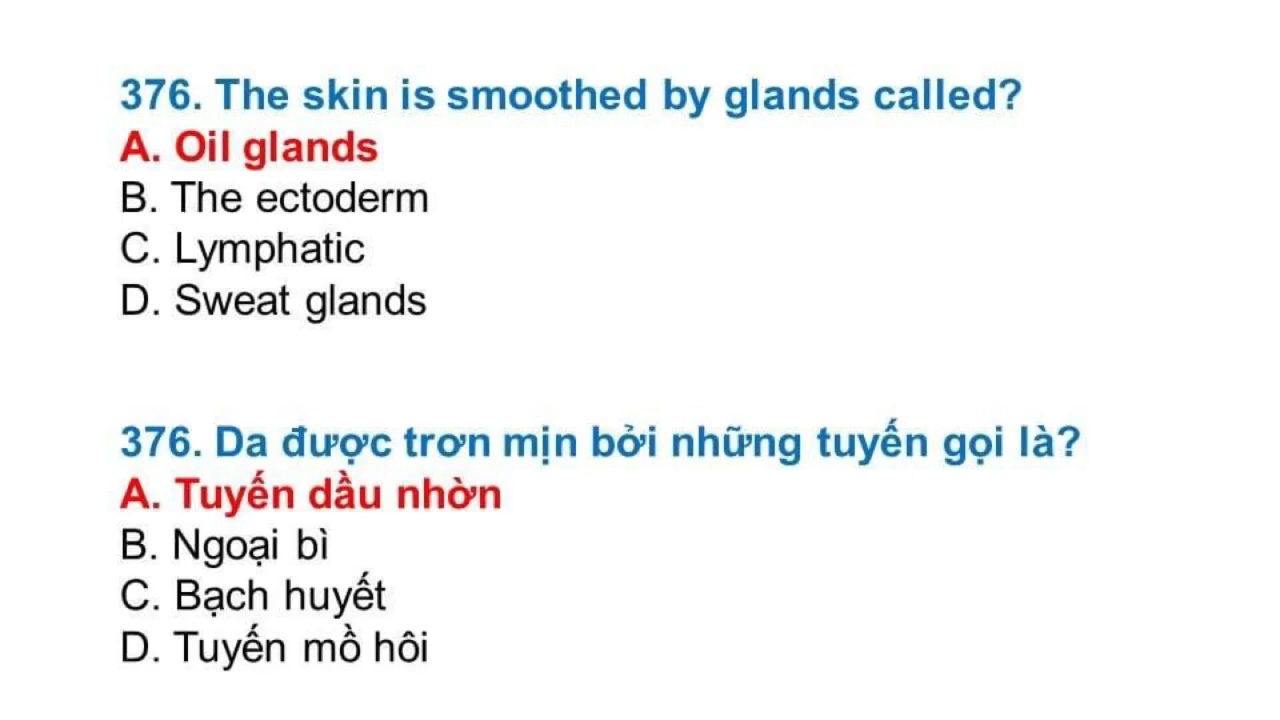 376. The skin is smoothed by glands called?
A. Oil glands
B. The ectoderm
C. Lymphatic
D. Sweat glands
376. Da được trơn mịn bởi những tuyến gọi là?
A. Tuyến dầu nhờn
B. Ngoại bì
C. Bạch huyết
D. Tuyến mồ hôi